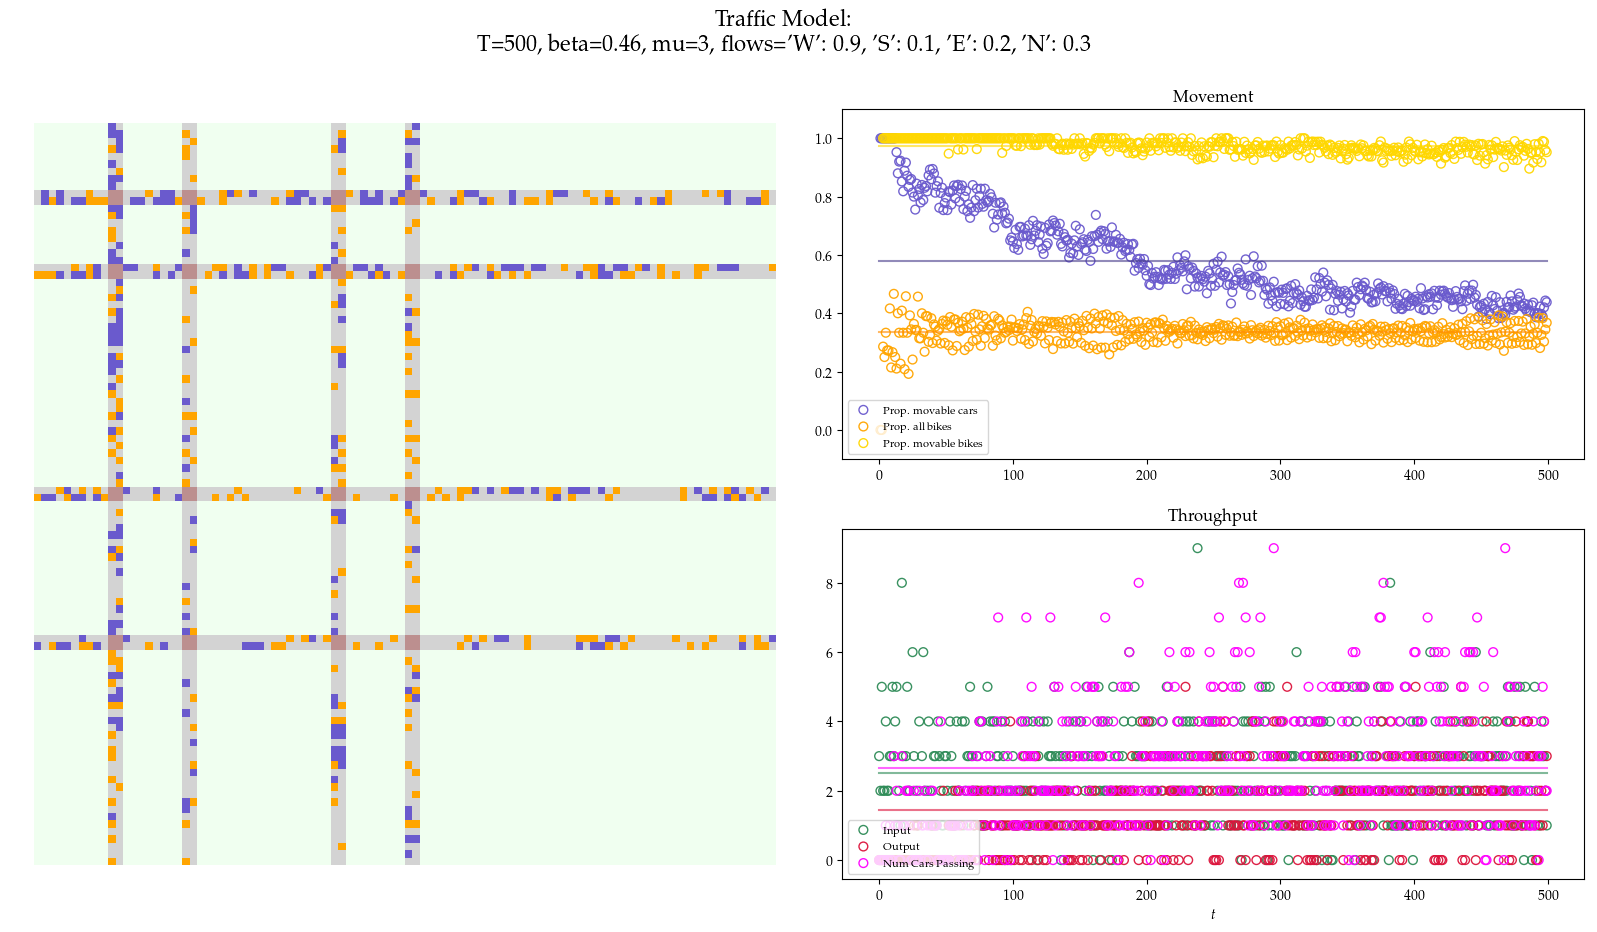 Traffic Model:
T=500, beta=0.46, mu=3, flows='W': 0.9, 'S': 0.1, 'E': 0.2, 'N': 0.3
Movement
1.0
0.8
0.6
0.4
0.2
0.0
Prop. movable cars
Prop. all bikes
Prop. movable bikes
0 100 200 300 400 500
Throughput
8
6
4
2
0
Input
Output
Num Cars Passing
0 100 200 300 400 500
t